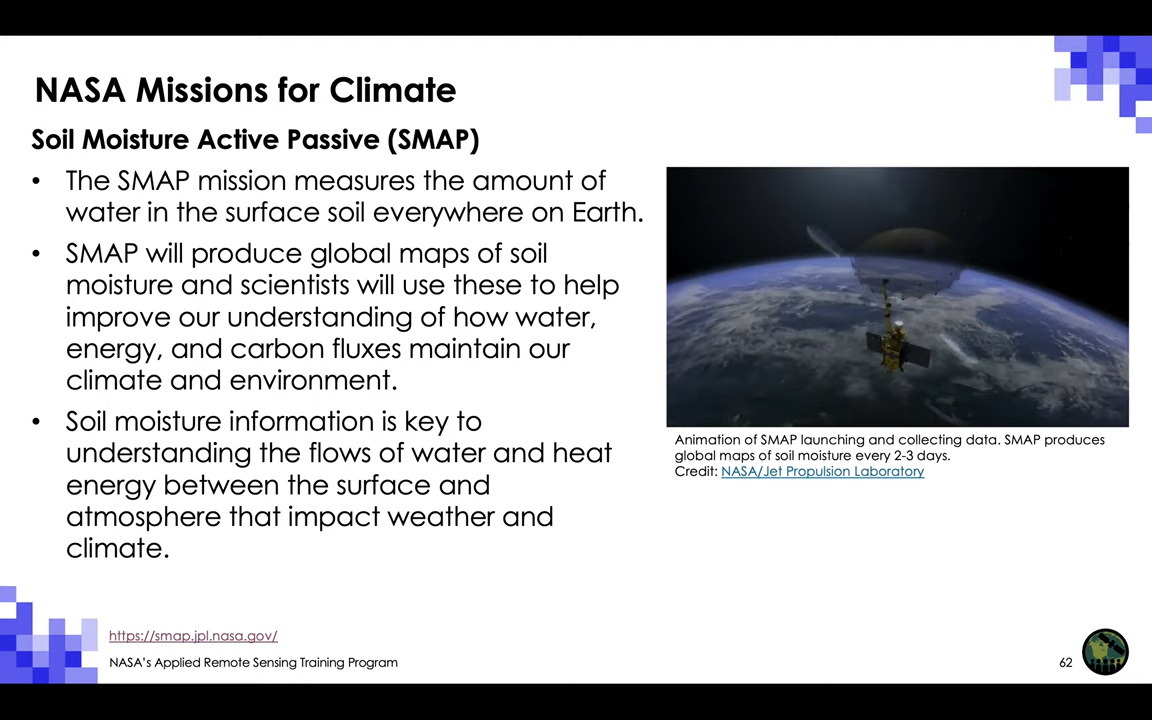 NASA Missions for Climate
Soil Moisture Active Passive (SMAP)
• The SMAP mission measures the amount of
water in the surface soil everywhere on Earth.
• SMAP will produce global maps of soil
moisture and scientists will use these to help
improve our understanding of how water,
energy, and carbon fluxes maintain our
climate and environment.
• Soil moisture information is key to
understanding the flows of water and heat
energy between the surface and
atmosphere that impact weather and
climate.
Animation of SMAP launching and collecting data. SMAP produces
global maps of soil moisture every 2-3 days.
Credit: NASA/Jet Propulsion Laboratory
https://smap.jpl.nasa.gov/
NASA's Applied Remote Sensing Training Program
62